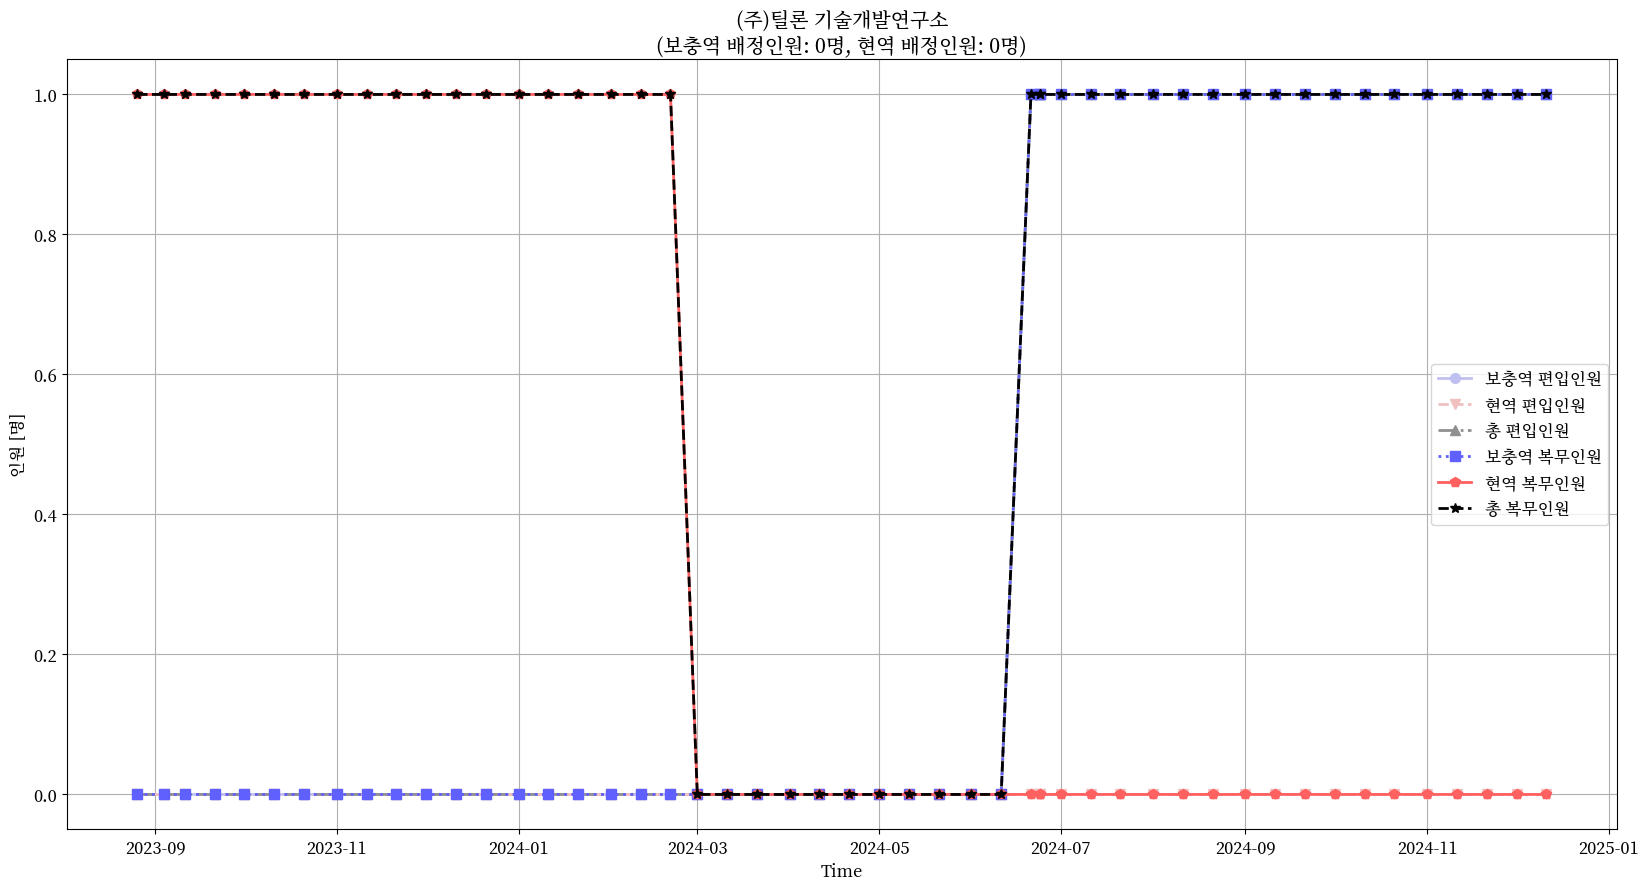 (주)틸론 기술개발연구소
(보충역 배정인원: 0명, 현역 배정인원: 0명)
1.0
0.8
0.6
0.4
0.2
0.0
인원 [명]
보충역 편입인원
현역 편입인원
총 편입인원
보충역 복무인원
현역 복무인원
총 복무인원
2023-09
2023-11
2024-01
2024-03
2024-05
2024-07
2024-09
2024-11
2025-01
Time